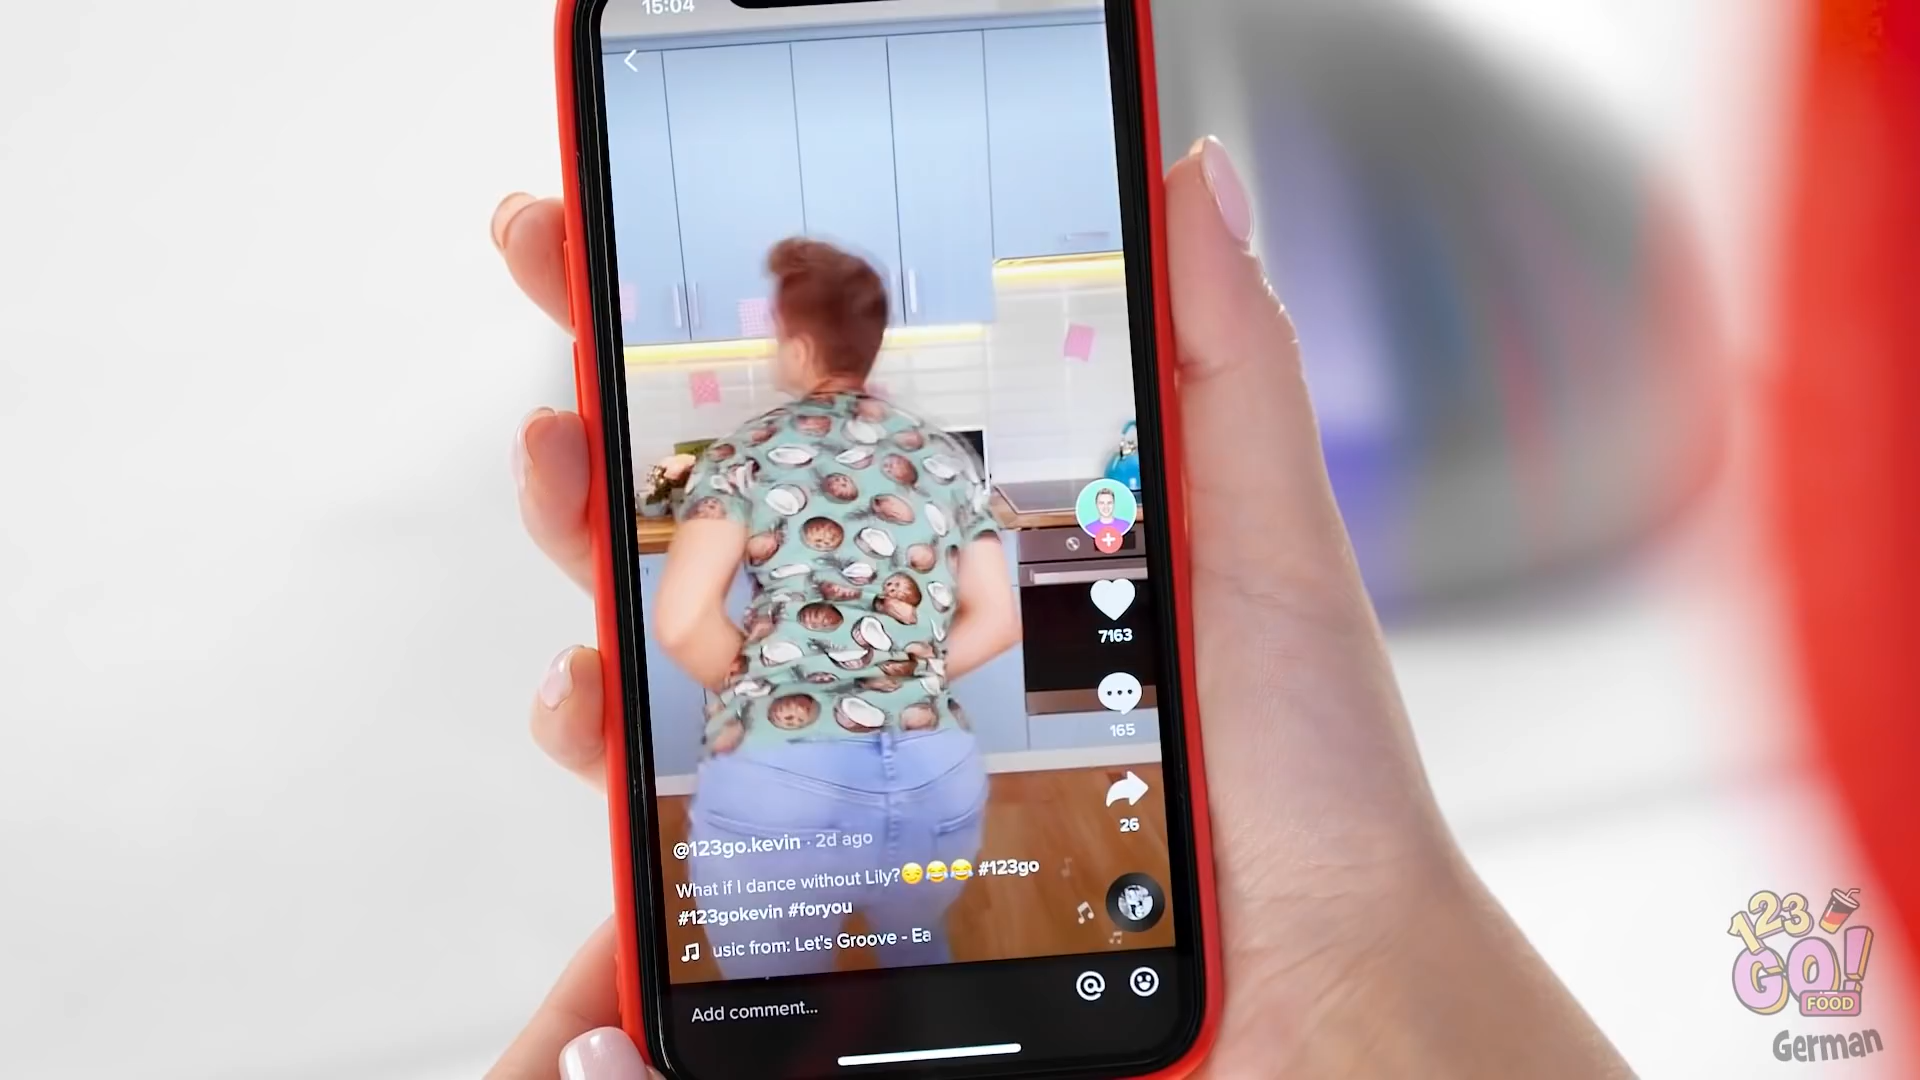 15:04
7163
165
26
@123go.kevin · 2d ago
What if I dance without Lily?😏😂😂 #123go
#123gokevin #foryou
usic from: Let's Groove - Ea
Add comment...
123
GO!
FOOD
German